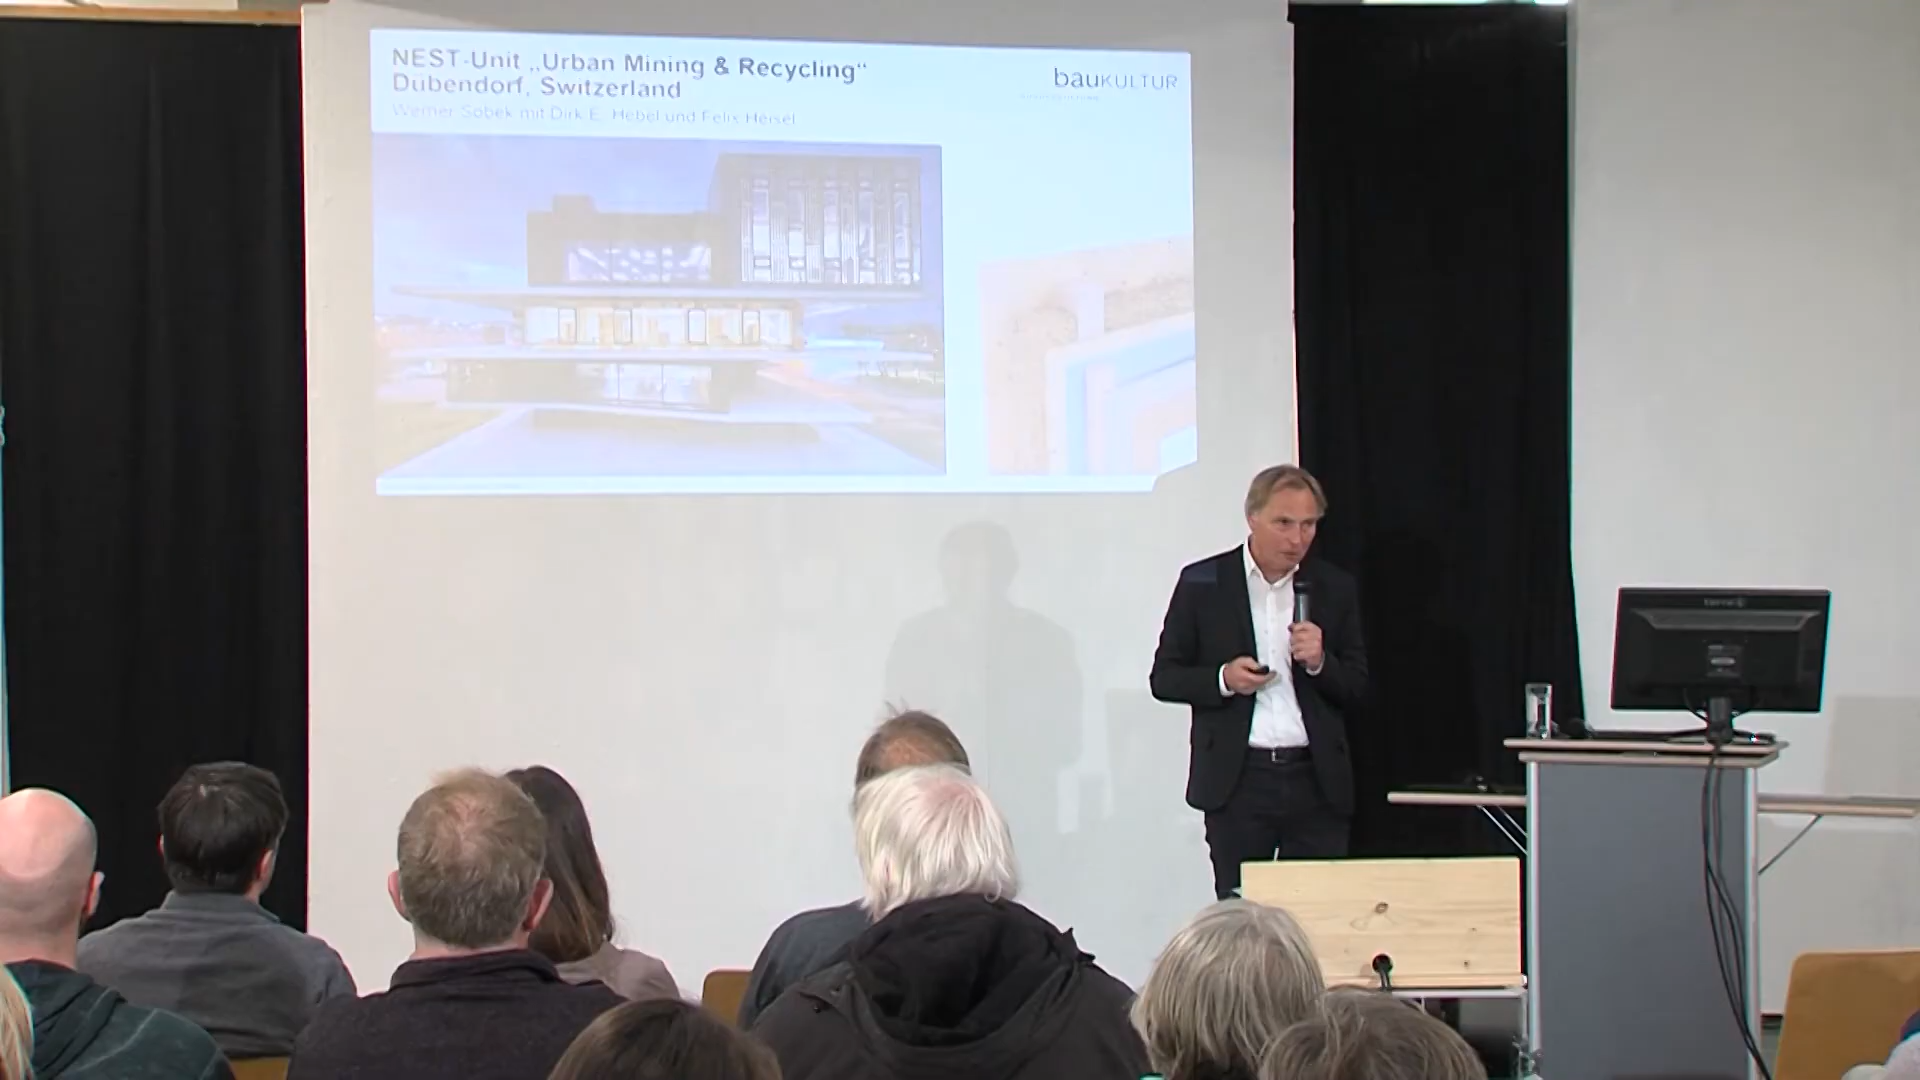 NEST-Unit „Urban Mining & Recycling“
Dübendorf, Switzerland
Werner Sobek mit Dirk E. Hebel und Felix Heisel
bauKULTUR